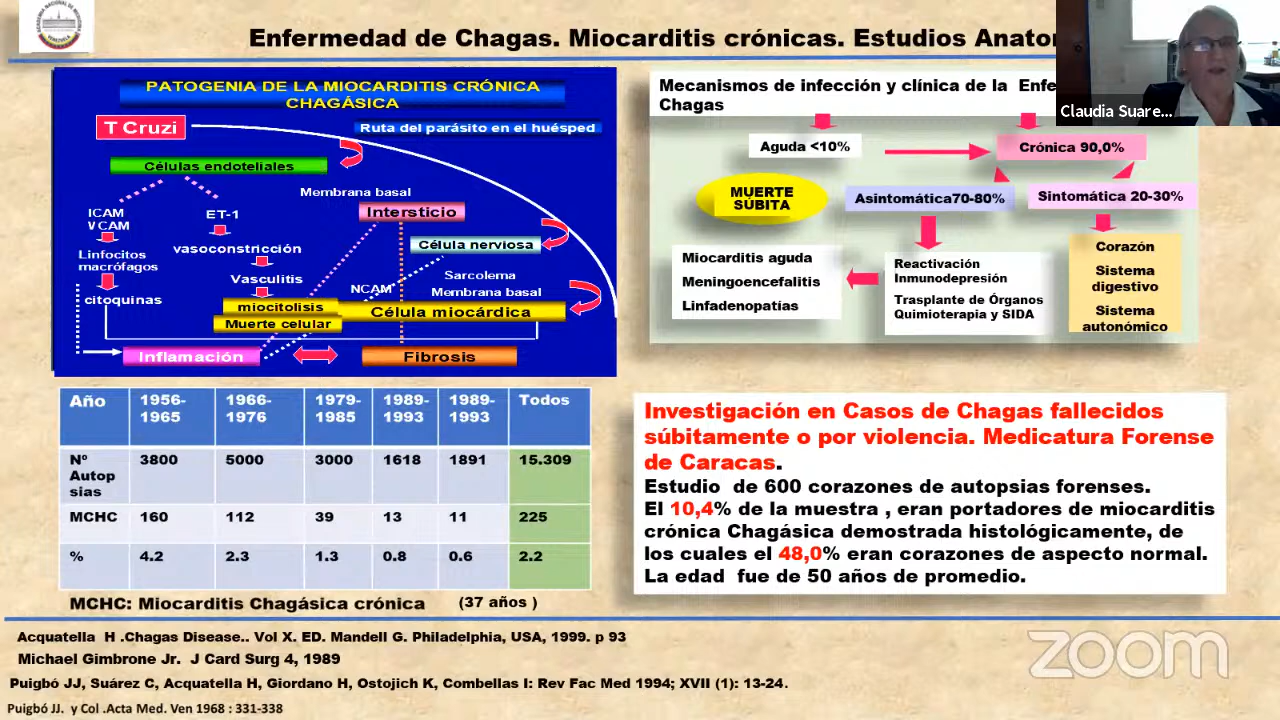 Enfermedad de Chagas. Miocarditis crónicas. Estudios Anator
Claudia Suare...
PATOGENIA DE LA MIOCARDITIS CRÓNICA
CHAGÁSICA
T Cruzi
Ruta del parásito en el huésped
Células endoteliales
Membrana basal
Intersticio
ICAM
VCAM
ET-1
Célula nerviosa
Linfocitos
macrófagos
vasoconstricción
Vasculitis
Sarcolema
NCAM
Membrana basal
citoquinas
miocitolisis
Célula miocárdica
Muerte celular
Inflamación
Fibrosis
Mecanismos de infección y clínica de la Enfe
Chagas
Aguda <10%
Crónica 90,0%
MUERTE
SÚBITA
Asintomática70-80%
Sintomática 20-30%
Miocarditis aguda
Meningoencefalitis
Linfadenopatías
Reactivación
Inmunodepresión
Trasplante de Órganos
Quimioterapia y SIDA
Corazón
Sistema
digestivo
Sistema
autonómico
Año 1956-1965 1966-1976 1979-1985 1989-1993 1989-1993 Todos
Nº Autopsias 3800 5000 3000 1618 1891 15.309
MCHC 160 112 39 13 11 225
% 4.2 2.3 1.3 0.8 0.6 2.2
MCHC: Miocarditis Chagásica crónica (37 años )
Investigación en Casos de Chagas fallecidos
súbitamente o por violencia. Medicatura Forense
de Caracas.
Estudio de 600 corazones de autopsias forenses.
El 10,4% de la muestra , eran portadores de miocarditis
crónica Chagásica demostrada histológicamente, de
los cuales el 48,0% eran corazones de aspecto normal.
La edad fue de 50 años de promedio.
Acquatella H .Chagas Disease.. Vol X. ED. Mandell G. Philadelphia, USA, 1999. p 93
Michael Gimbrone Jr. J Card Surg 4, 1989
Puigbó JJ, Suárez C, Acquatella H, Giordano H, Ostojich K, Combellas I: Rev Fac Med 1994; XVII (1): 13-24.
Puigbó JJ. y Col .Acta Med. Ven 1968 : 331-338
zoom